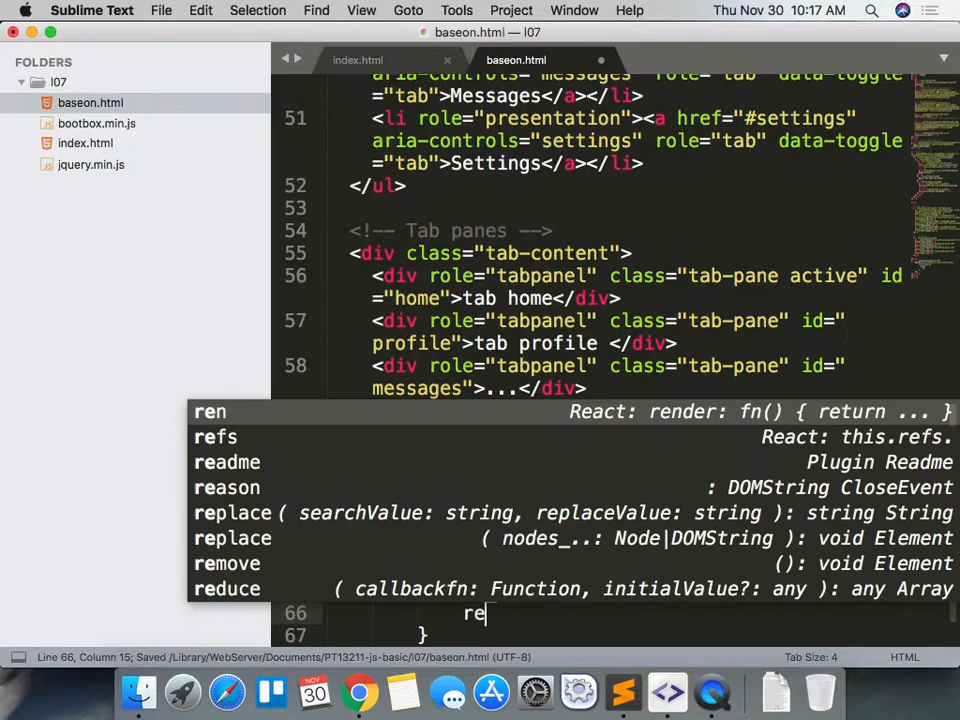 Sublime Text File Edit Selection Find View Goto Tools Project Window Help Thu Nov 30 10:17 AM
baseon.html — l07
FOLDERS
l07
baseon.html
bootbox.min.js
index.html
jquery.min.js
index.html × baseon.html
aria-controls="messages" role="tab" data-toggle
="tab">Messages</a></li>
51 <li role="presentation"><a href="#settings"
aria-controls="settings" role="tab" data-toggle
="tab">Settings</a></li>
52 </ul>
53
54 <!-- Tab panes -->
55 <div class="tab-content">
56 <div role="tabpanel" class="tab-pane active" id
="home">tab home</div>
57 <div role="tabpanel" class="tab-pane" id="
profile">tab profile </div>
58 <div role="tabpanel" class="tab-pane" id="
messages">...</div>
ren React: render: fn() { return ... }
refs React: this.refs.
readme Plugin Readme
reason : DOMString CloseEvent
replace ( searchValue: string, replaceValue: string ): string String
replace ( nodes_..: Node|DOMString ): void Element
remove (): void Element
reduce ( callbackfn: Function, initialValue?: any ): any Array
66 re
67 }
Line 66, Column 15; Saved /Library/WebServer/Documents/PT13211-js-basic/l07/baseon.html (UTF-8) Tab Size: 4 HTML
NOV
30